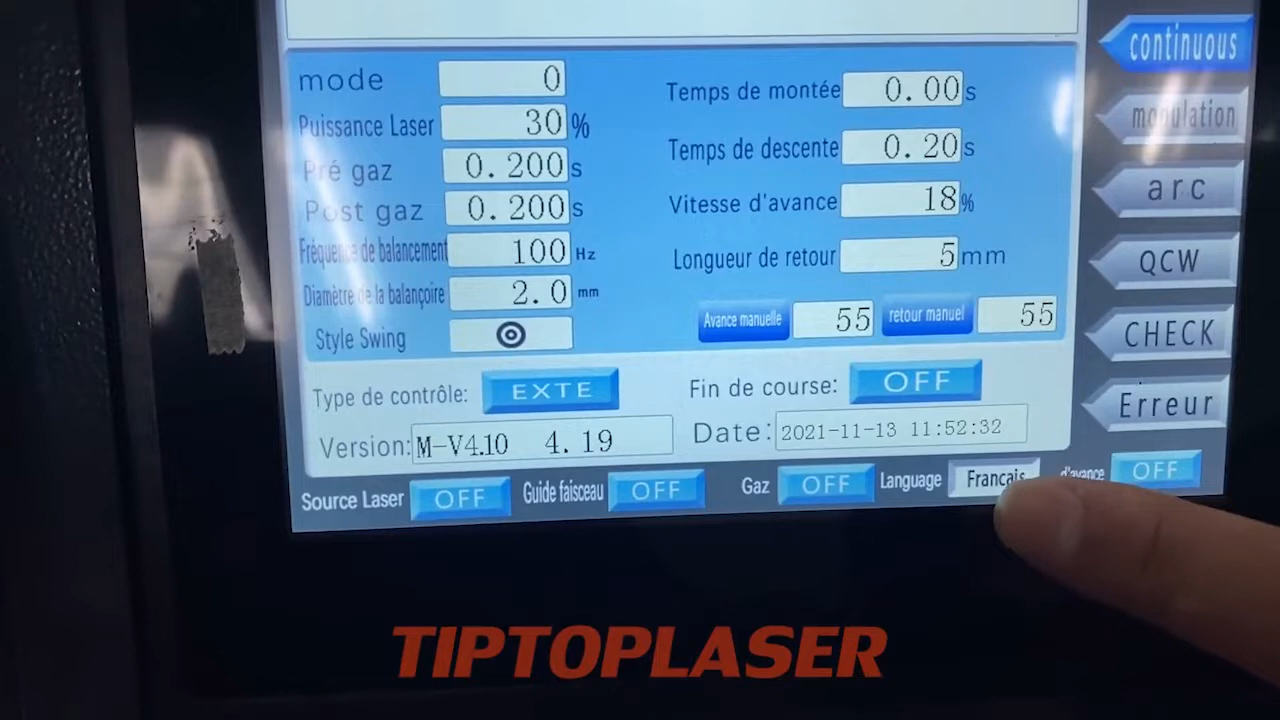 continuous
mode 0
Temps de montée 0.00 s
modulation
Puissance Laser 30 %
Temps de descente 0.20 s
Pré gaz 0.200 s
arc
Post gaz 0.200 s
Vitesse d'avance 18 %
Fréquence de balancement 100 Hz
Longueur de retour 5 mm
QCW
Diamètre de la balançoire 2.0 mm
Avance manuelle 55 retour manuel 55
CHECK
Style Swing
Type de contrôle: EXTE
Fin de course: OFF
Erreur
Version: M-V4.10 4.19
Date: 2021-11-13 11:52:32
Source Laser OFF Guide faisceau OFF Gaz OFF Language Français d'avance OFF
TIPTOPLASER